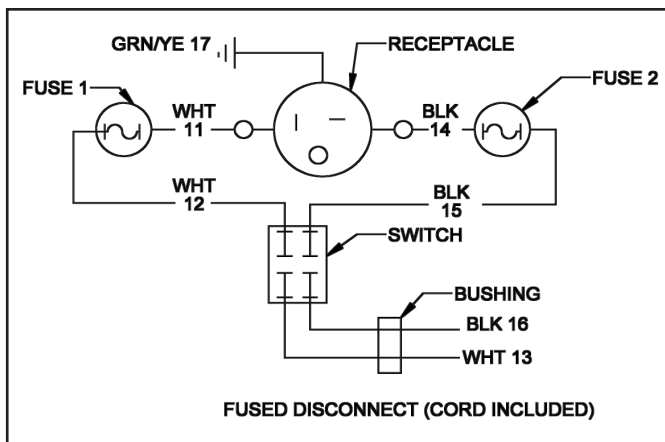 GRN/YE 17
RECEPTACLE
FUSE 1
FUSE 2
WHT
11
BLK
14
WHT
12
BLK
15
SWITCH
BUSHING
BLK 16
WHT 13
FUSED DISCONNECT (CORD INCLUDED)